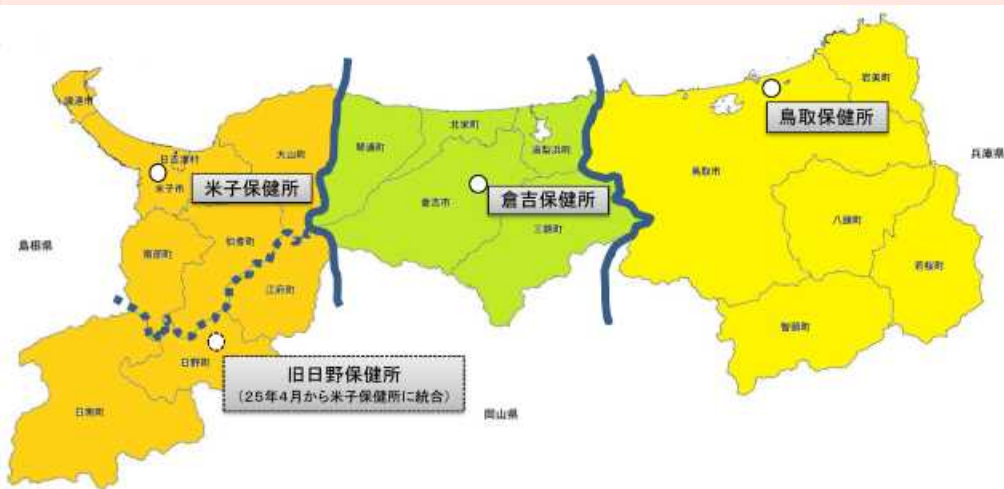 境港市
日吉津村
米子市
大山町
米子保健所
南部町
伯耆町
江府町
日野町
日南町
旧日野保健所
(25年4月から米子保健所に統合)
琴浦町
北栄町
湯梨浜町
倉吉市
倉吉保健所
三朝町
鳥取保健所
岩美町
鳥取市
八頭町
若桜町
智頭町
島根県
岡山県
兵庫県